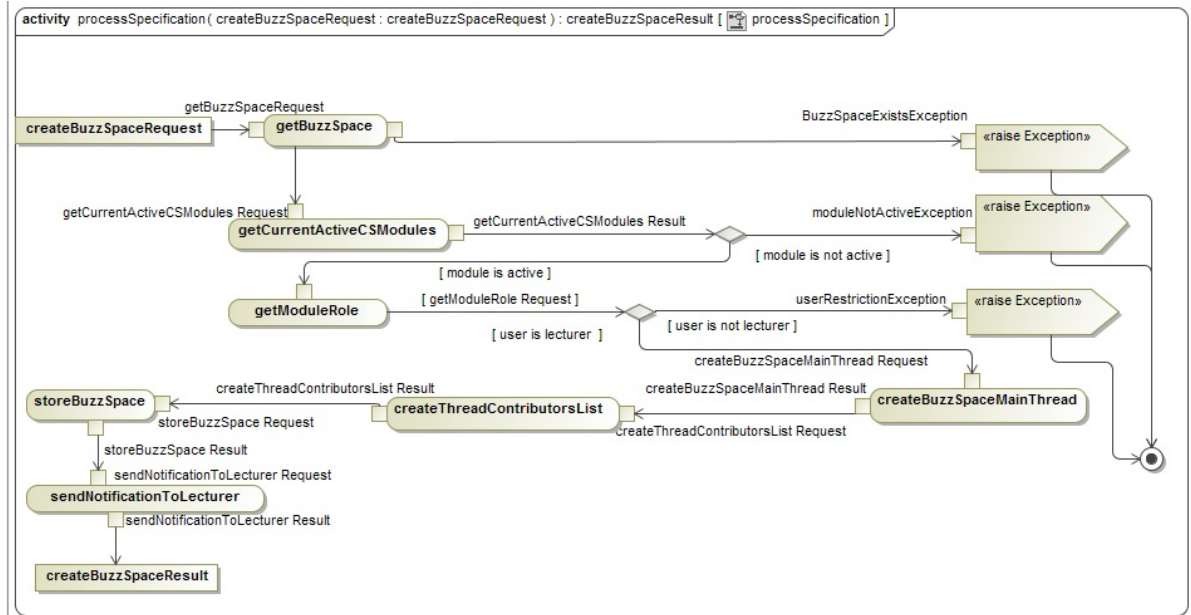 activity processSpecification( createBuzzSpaceRequest : createBuzzSpaceRequest ) : createBuzzSpaceResult [ processSpecification ]
getBuzzSpaceRequest
createBuzzSpaceRequest
getBuzzSpace
BuzzSpaceExistsException
«raise Exception»
getCurrentActiveCSModules Request
getCurrentActiveCSModules
getCurrentActiveCSModules Result
moduleNotActiveException
«raise Exception»
[ module is not active ]
[ module is active ]
getModuleRole
[ getModuleRole Request ]
userRestrictionException
«raise Exception»
[ user is lecturer ]
[ user is not lecturer ]
createBuzzSpaceMainThread Request
storeBuzzSpace
createThreadContributorsList Result
createBuzzSpaceMainThread Result
createBuzzSpaceMainThread
createThreadContributorsList
storeBuzzSpace Request
createThreadContributorsList Request
storeBuzzSpace Result
sendNotificationToLecturer Request
sendNotificationToLecturer
sendNotificationToLecturer Result
createBuzzSpaceResult